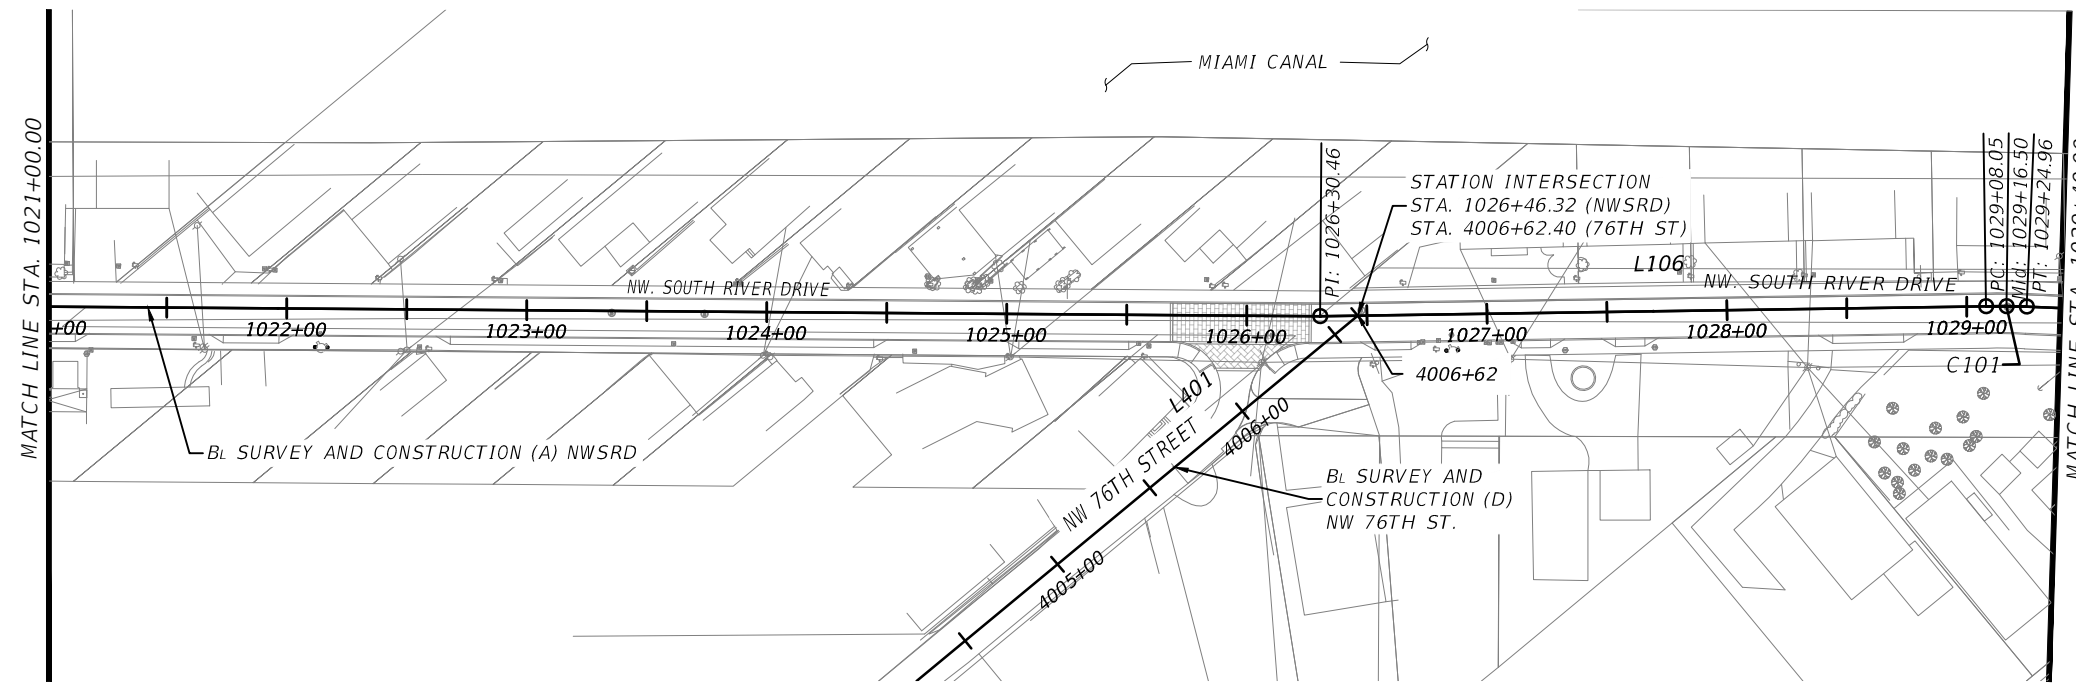 MIAMI CANAL
MATCH LINE STA. 1021+00.00
PI: 1026+30.46
STATION INTERSECTION
STA. 1026+46.32 (NWSRD)
STA. 4006+62.40 (76TH ST)
PC: 1029+08.05
Mid: 1029+16.50
PT: 1029+24.96
L106
NW. SOUTH RIVER DRIVE
NW. SOUTH RIVER DRIVE
+00
1022+00
1023+00
1024+00
1025+00
1026+00
1027+00
1028+00
1029+00
C101
4006+62
L401
4006+00
NW 76TH STREET
4005+00
BL SURVEY AND CONSTRUCTION (A) NWSRD
BL SURVEY AND
CONSTRUCTION (D)
NW 76TH ST.
MATCH LINE STA.